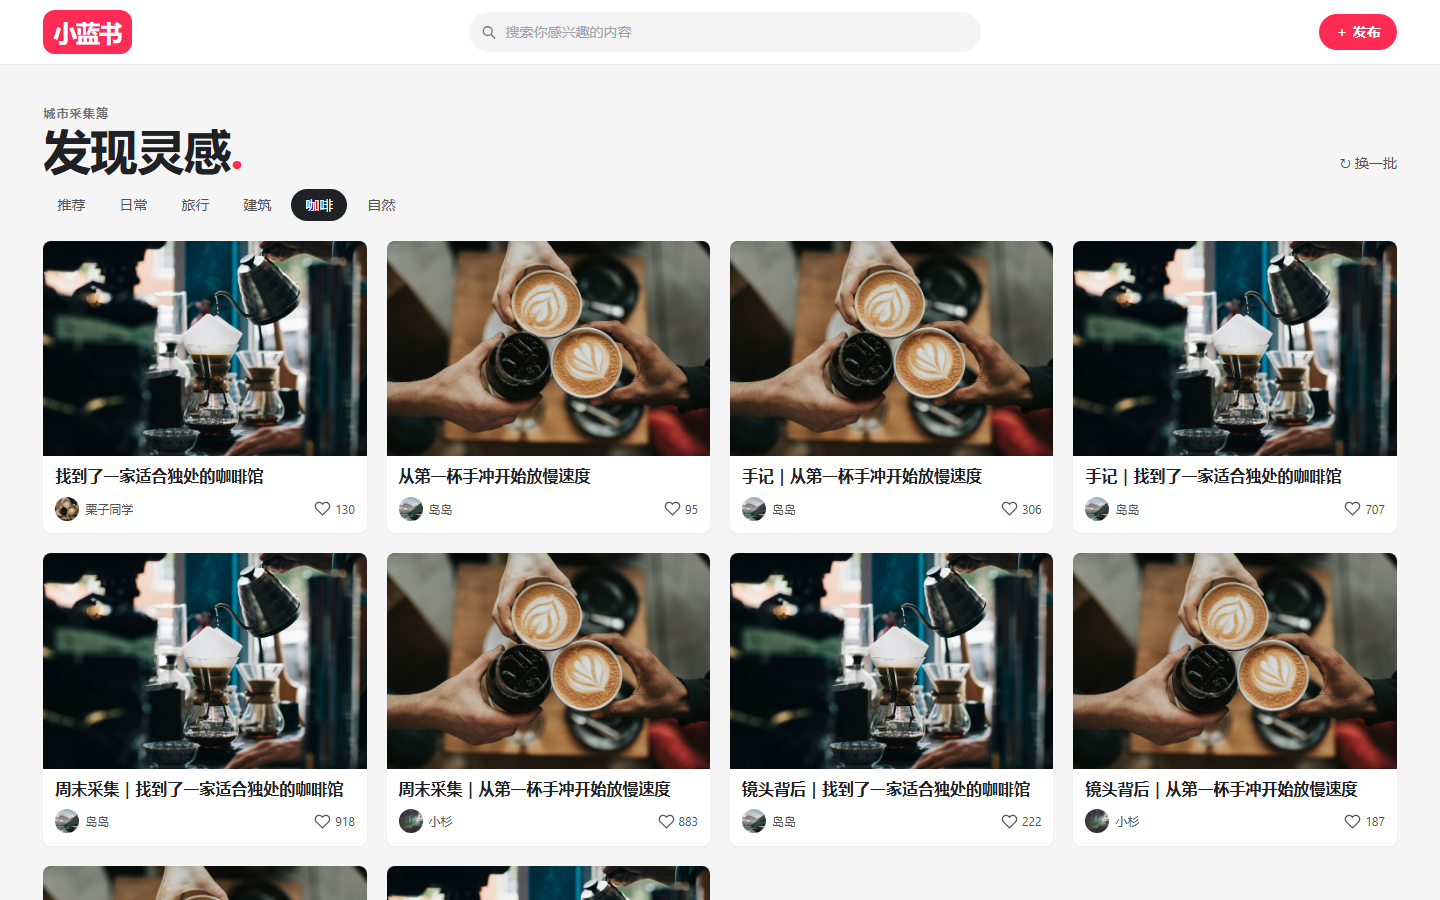 小蓝书
搜索你感兴趣的内容
+ 发布
城市采集簿
发现灵感.
↻ 换一批
推荐 日常 旅行 建筑 咖啡 自然
找到了一家适合独处的咖啡馆
栗子同学 130
从第一杯手冲开始放慢速度
岛岛 95
手记 | 从第一杯手冲开始放慢速度
岛岛 306
手记 | 找到了一家适合独处的咖啡馆
岛岛 707
周末采集 | 找到了一家适合独处的咖啡馆
岛岛 918
周末采集 | 从第一杯手冲开始放慢速度
小杉 883
镜头背后 | 找到了一家适合独处的咖啡馆
岛岛 222
镜头背后 | 从第一杯手冲开始放慢速度
小杉 187